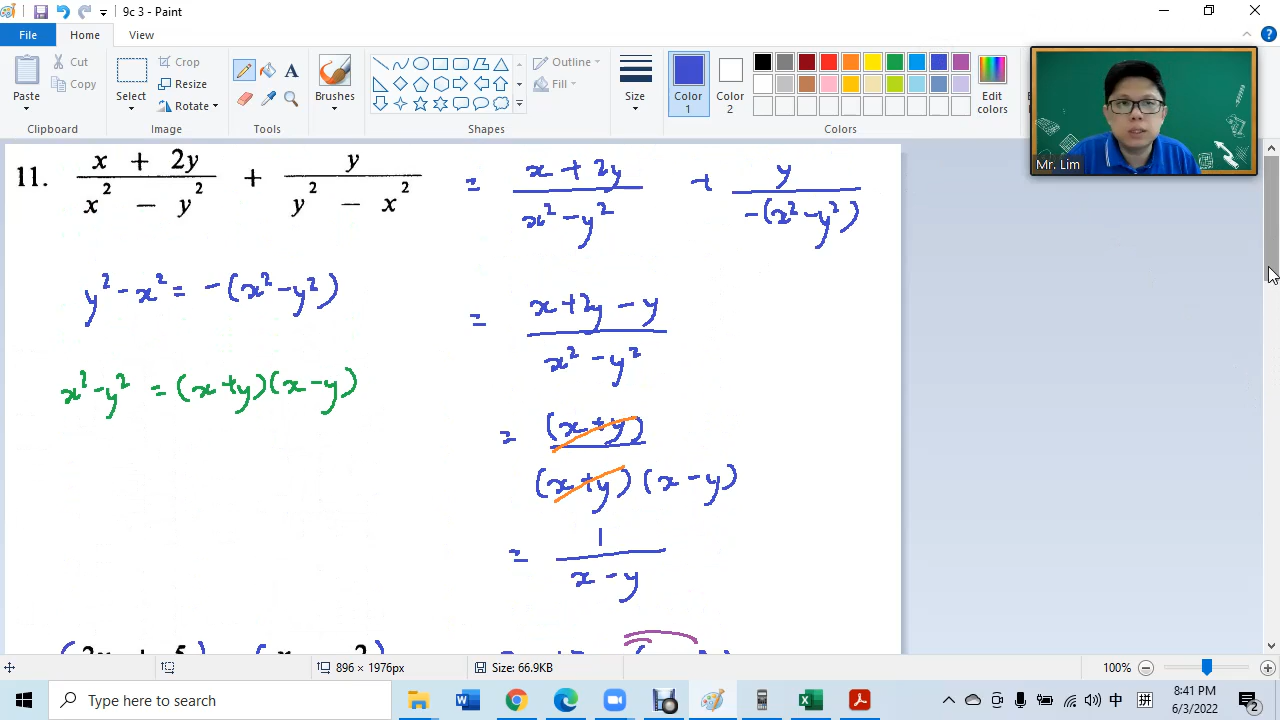 9c 3 - Paint
File Home View
Paste Cut Copy Clipboard
Select Crop Resize Rotate Image
Tools
Brushes
Outline Fill Shapes
Size
Color 1 Color 2 Edit colors Colors
Mr. Lim
11. (x + 2y)/(x² − y²) + y/(y² − x²) = (x + 2y)/(x² − y²) + y/(−(x² − y²))
y² − x² = −(x² − y²)
= (x + 2y − y)/(x² − y²)
x² − y² = (x + y)(x − y)
= (x + y)/((x + y)(x − y))
= 1/(x − y)
896 × 1976px Size: 66.9KB 100%
Type here to search
中 拼 8:41 PM
6/3/2022
2